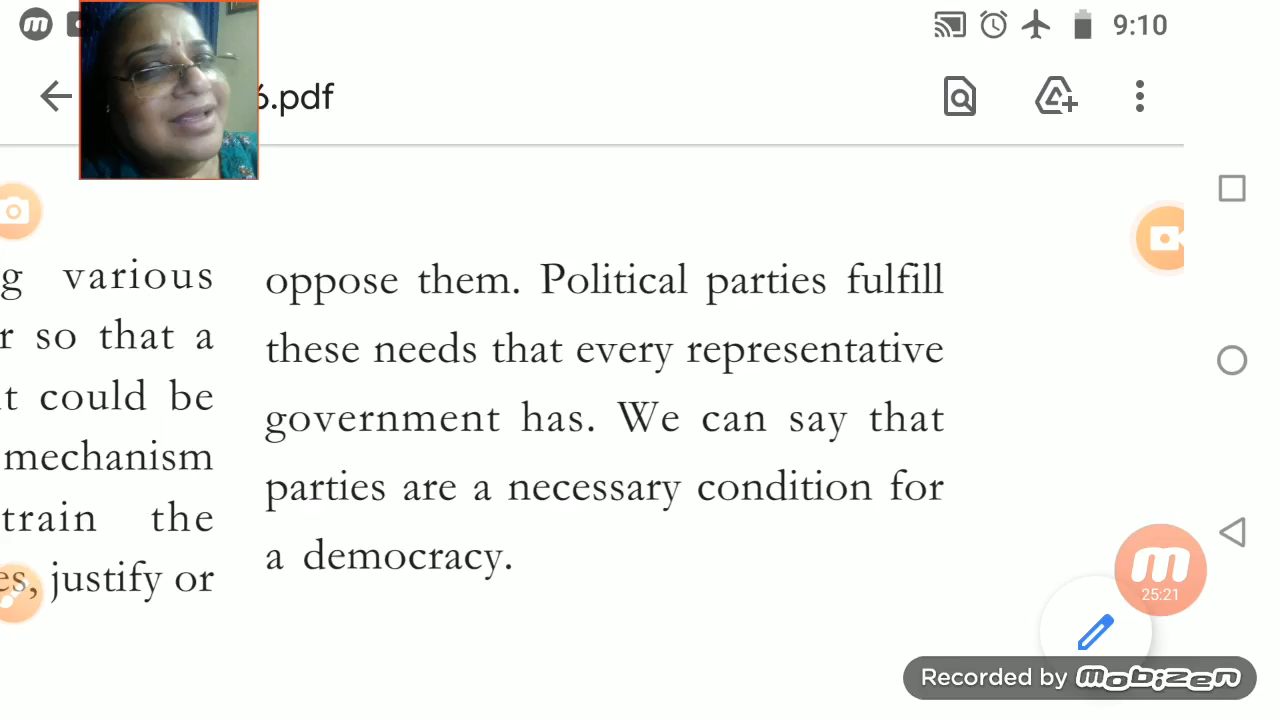 9:10
6.pdf
g various
r so that a
t could be
mechanism
train the
es, justify or
oppose them. Political parties fulfill
these needs that every representative
government has. We can say that
parties are a necessary condition for
a democracy.
25:21
Recorded by Mobizen